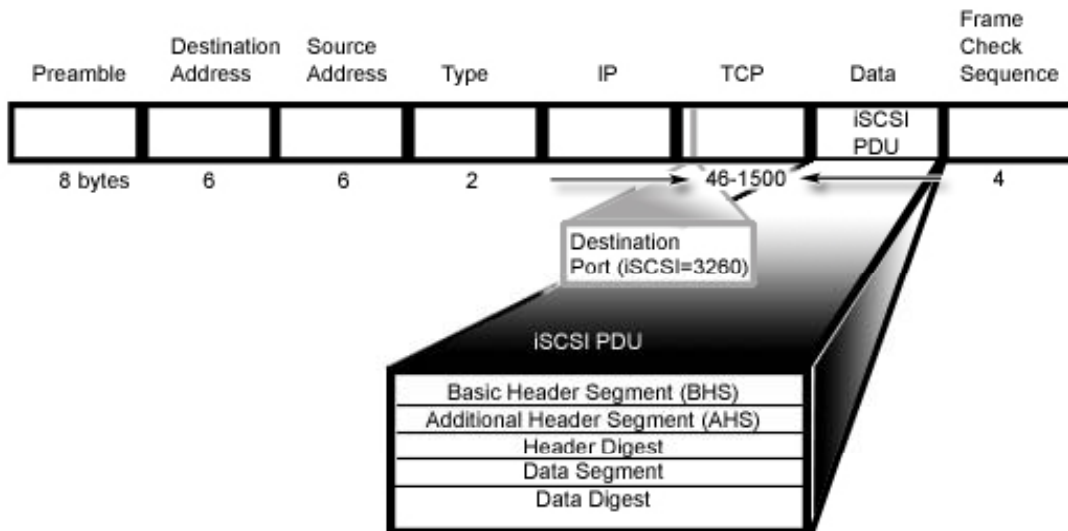 Preamble
Destination
Address
Source
Address
Type
IP
TCP
Data
Frame
Check
Sequence
iSCSI
PDU
8 bytes
6
6
2
46-1500
4
Destination
Port (iSCSI=3260)
iSCSI PDU
Basic Header Segment (BHS)
Additional Header Segment (AHS)
Header Digest
Data Segment
Data Digest